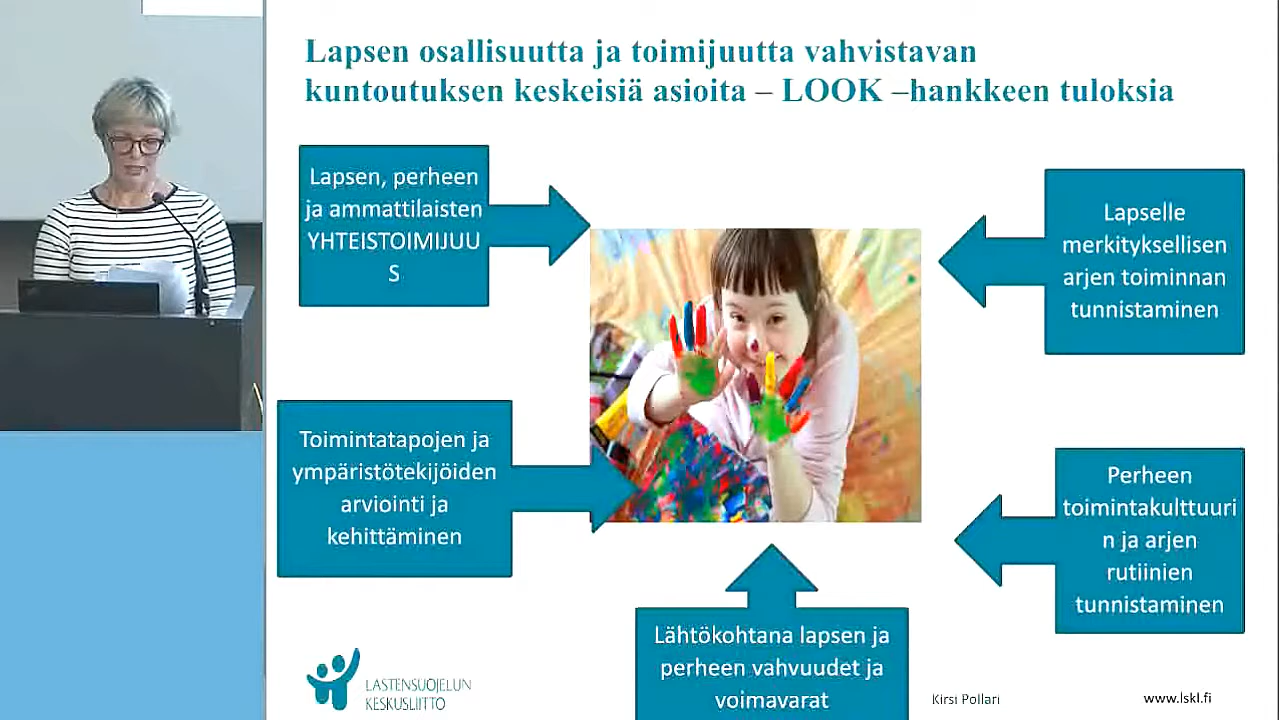 Lapsen osallisuutta ja toimijuutta vahvistavan
kuntoutuksen keskeisiä asioita – LOOK –hankkeen tuloksia
Lapsen, perheen
ja ammattilaisten
YHTEISTOIMIJUU
S
Lapselle
merkityksellisen
arjen toiminnan
tunnistaminen
Toimintatapojen ja
ympäristötekijöiden
arviointi ja
kehittäminen
Perheen
toimintakulttuuri
n ja arjen
rutiinien
tunnistaminen
Lähtökohtana lapsen ja
perheen vahvuudet ja
voimavarat
LASTENSUOJELUN
KESKUSLIITTO
Kirsi Pollari
www.lskl.fi